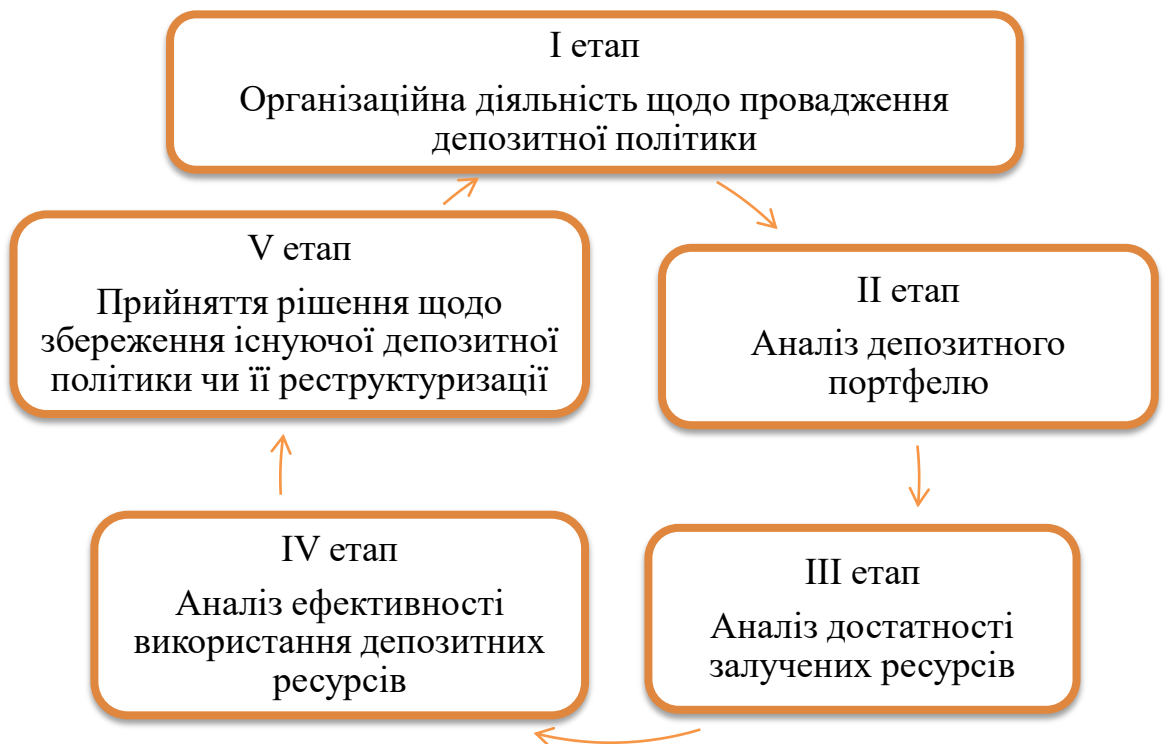 I етап
Організаційна діяльність щодо провадження
депозитної політики
II етап
Аналіз депозитного
портфелю
III етап
Аналіз достатності
залучених ресурсів
IV етап
Аналіз ефективності
використання депозитних
ресурсів
V етап
Прийняття рішення щодо
збереження існуючої депозитної
політики чи її реструктуризації